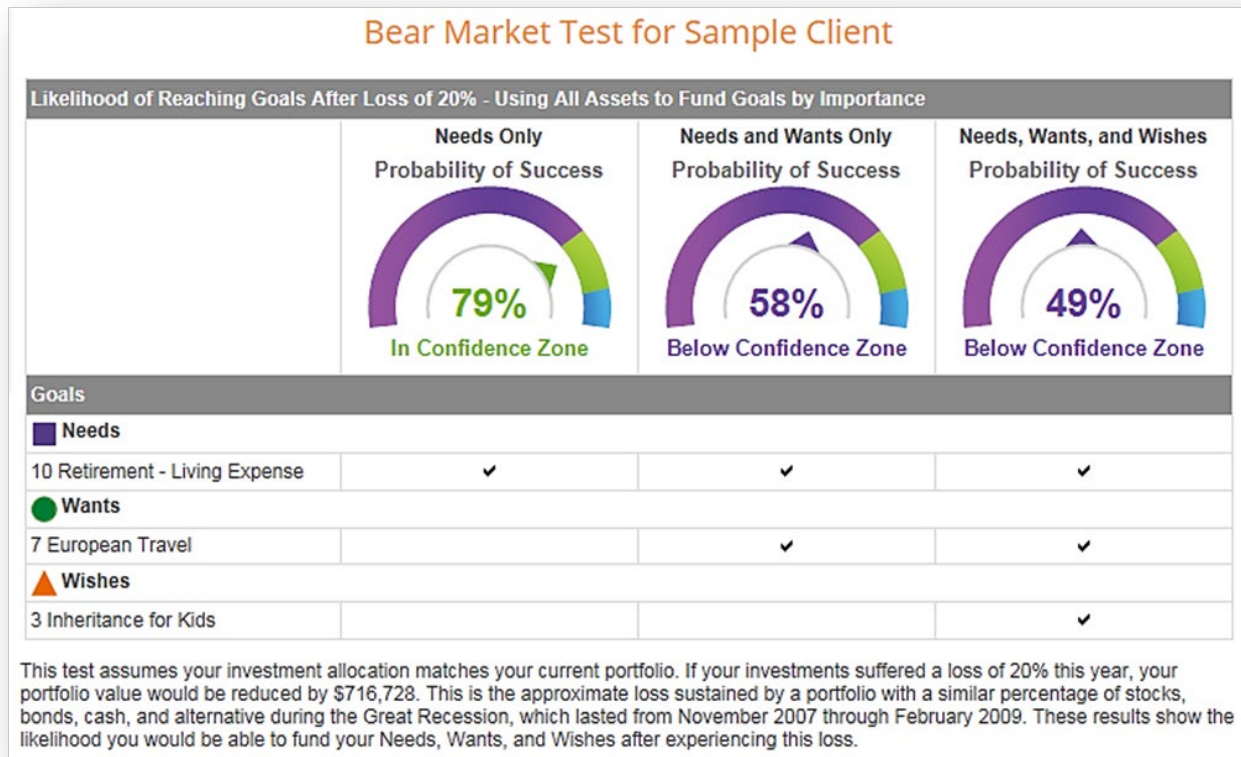 Bear Market Test for Sample Client
Likelihood of Reaching Goals After Loss of 20% - Using All Assets to Fund Goals by Importance
Needs Only
Probability of Success
79%
In Confidence Zone
Needs and Wants Only
Probability of Success
58%
Below Confidence Zone
Needs, Wants, and Wishes
Probability of Success
49%
Below Confidence Zone
Goals
Needs
10 Retirement - Living Expense
Wants
7 European Travel
Wishes
3 Inheritance for Kids
This test assumes your investment allocation matches your current portfolio. If your investments suffered a loss of 20% this year, your
portfolio value would be reduced by $716,728. This is the approximate loss sustained by a portfolio with a similar percentage of stocks,
bonds, cash, and alternative during the Great Recession, which lasted from November 2007 through February 2009. These results show the
likelihood you would be able to fund your Needs, Wants, and Wishes after experiencing this loss.